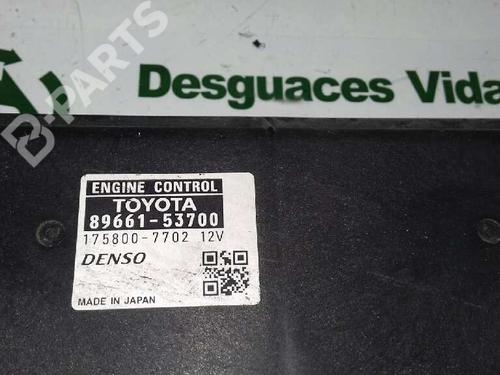 B-PARTS
Desguaces Vida
ENGINE CONTROL
TOYOTA
89661-53700
175800-7702 12V
DENSO
MADE IN JAPAN